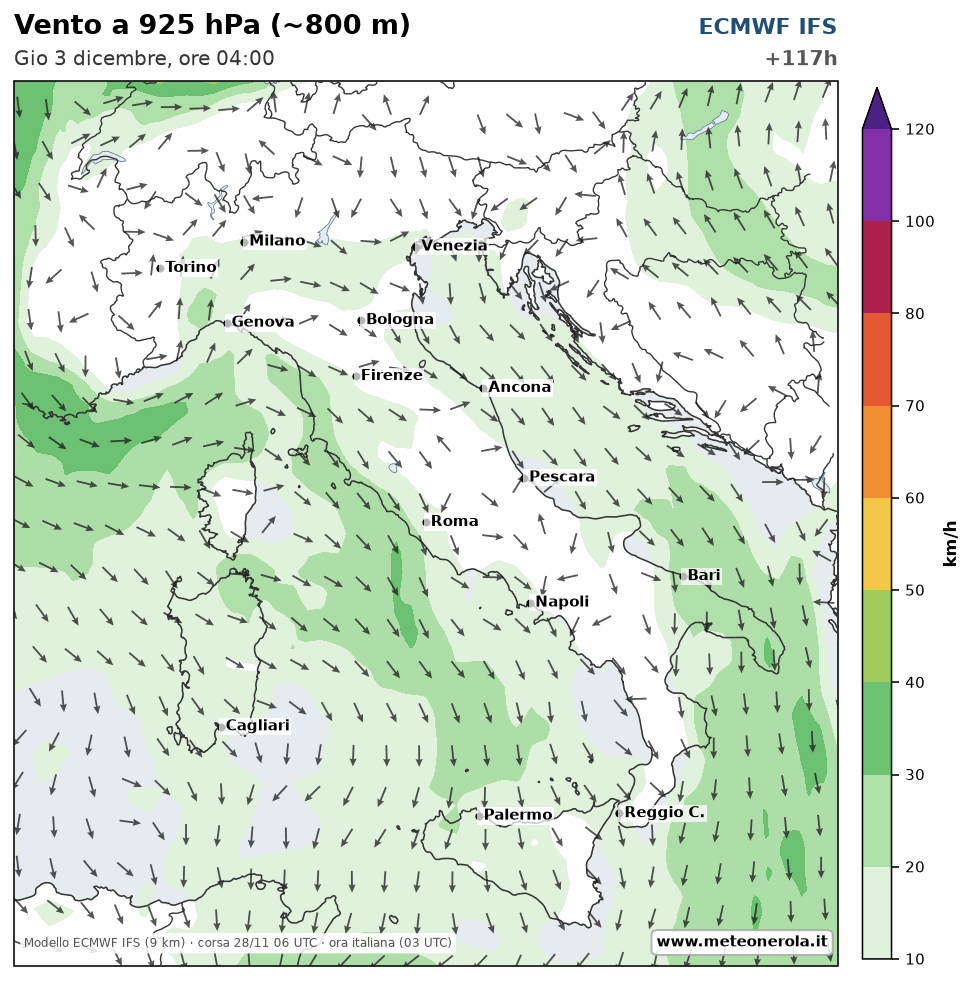 Vento a 925 hPa (~800 m)
ECMWF IFS
Gio 3 dicembre, ore 04:00
+117h
Milano
Venezia
Torino
Genova
Bologna
Firenze
Ancona
Pescara
Roma
Bari
Napoli
Cagliari
Palermo
Reggio C.
Modello ECMWF IFS (9 km) · corsa 28/11 06 UTC · ora italiana (03 UTC)
www.meteonerola.it
120
100
80
70
60
50
40
30
20
10
km/h